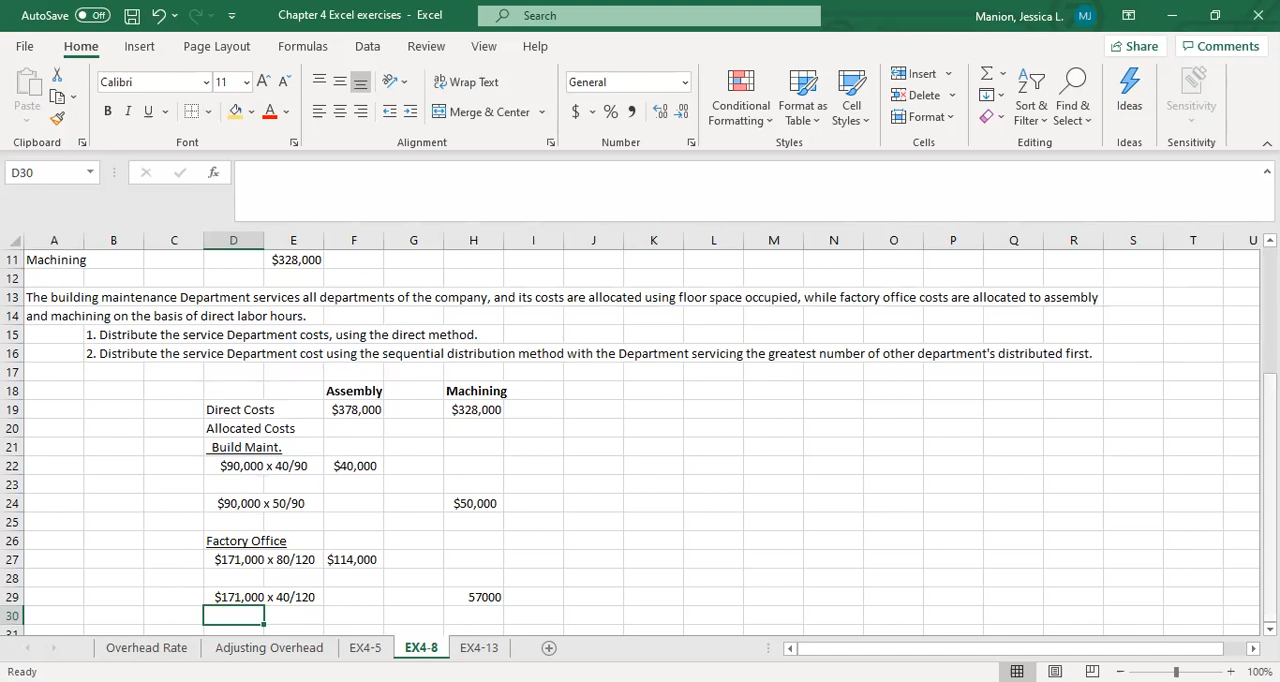 AutoSave Off Chapter 4 Excel exercises - Excel Search Manion, Jessica L. MJ
File Home Insert Page Layout Formulas Data Review View Help Share Comments
Paste Calibri 11 A A B I U Wrap Text Merge & Center General $ % 9 Conditional Formatting Format as Table Cell Styles Insert Delete Format Sort & Filter Find & Select Ideas Sensitivity
Clipboard Font Alignment Number Styles Cells Editing Ideas Sensitivity
D30 fx
A B C D E F G H I J K L M N O P Q R S T U
11 Machining $328,000
12
13 The building maintenance Department services all departments of the company, and its costs are allocated using floor space occupied, while factory office costs are allocated to assembly
14 and machining on the basis of direct labor hours.
15 1. Distribute the service Department costs, using the direct method.
16 2. Distribute the service Department cost using the sequential distribution method with the Department servicing the greatest number of other department's distributed first.
17
18 Assembly Machining
19 Direct Costs $378,000 $328,000
20 Allocated Costs
21 Build Maint.
22 $90,000 x 40/90 $40,000
23
24 $90,000 x 50/90 $50,000
25
26 Factory Office
27 $171,000 x 80/120 $114,000
28
29 $171,000 x 40/120 57000
30
31
Overhead Rate Adjusting Overhead EX4-5 EX4-8 EX4-13
Ready 100%